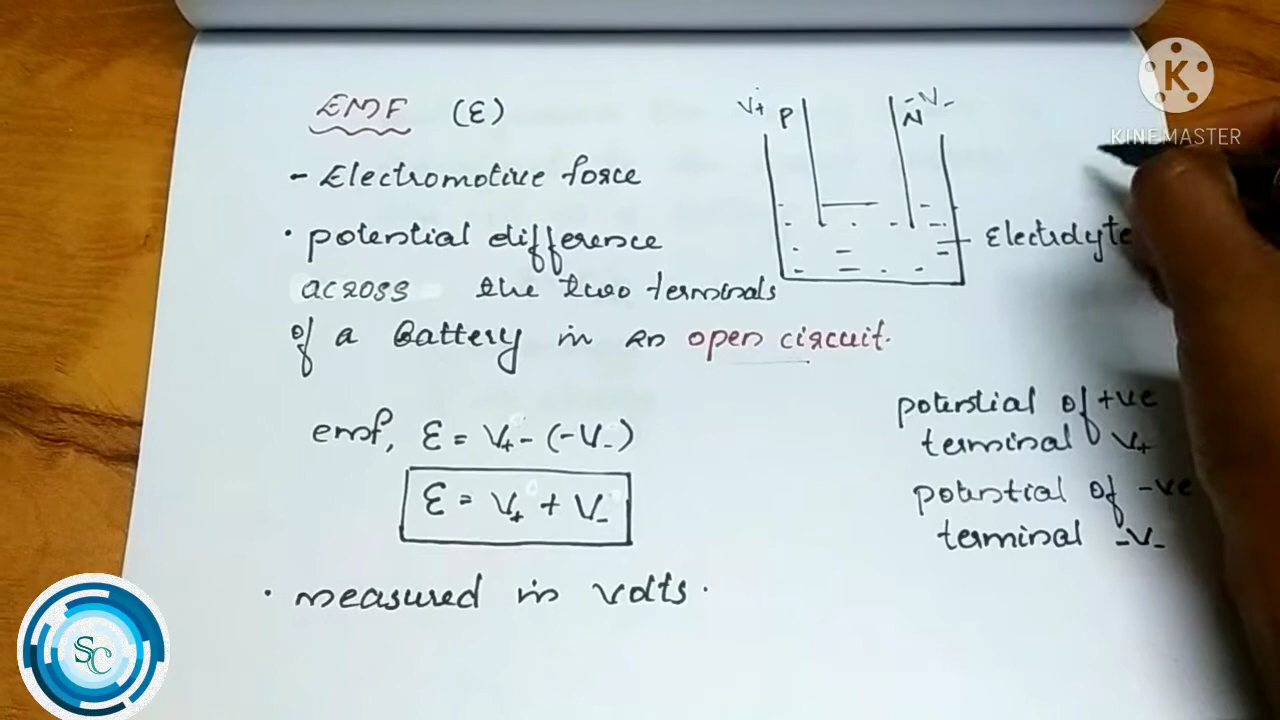 EMF (ε)
- Electromotive force
• potential difference
across the two terminals
of a Battery in an open circuit.
emf, ε = V+ - (-V-)
ε = V+ + V-
• measured in volts.
V+ P
N -V-
Electrolyte
potential of +ve
terminal V+
potential of -ve
terminal -V-
K
KINEMASTER
SC